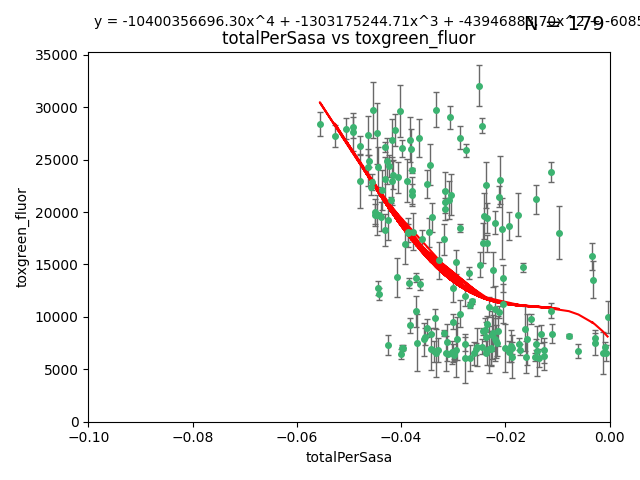 y = -10400356696.30x^4 + -1303175244.71x^3 +
N = 179
totalPerSasa vs toxgreen_fluor
35000
30000
25000
20000
15000
10000
5000
0
toxgreen_fluor
−0.10
−0.08
−0.06
−0.04
−0.02
0.00
totalPerSasa